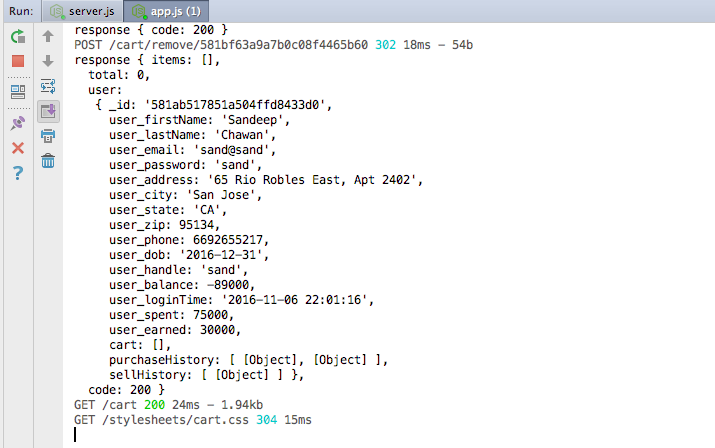 Run: server.js app.js (1)
response { code: 200 }
POST /cart/remove/581bf63a9a7b0c08f4465b60 302 18ms - 54b
response { items: [],
total: 0,
user:
{ _id: '581ab517851a504ffd8433d0',
user_firstName: 'Sandeep',
user_lastName: 'Chawan',
user_email: 'sand@sand',
user_password: 'sand',
user_address: '65 Rio Robles East, Apt 2402',
user_city: 'San Jose',
user_state: 'CA',
user_zip: 95134,
user_phone: 6692655217,
user_dob: '2016-12-31',
user_handle: 'sand',
user_balance: -89000,
user_loginTime: '2016-11-06 22:01:16',
user_spent: 75000,
user_earned: 30000,
cart: [],
purchaseHistory: [ [Object], [Object] ],
sellHistory: [ [Object] ] },
code: 200 }
GET /cart 200 24ms - 1.94kb
GET /stylesheets/cart.css 304 15ms